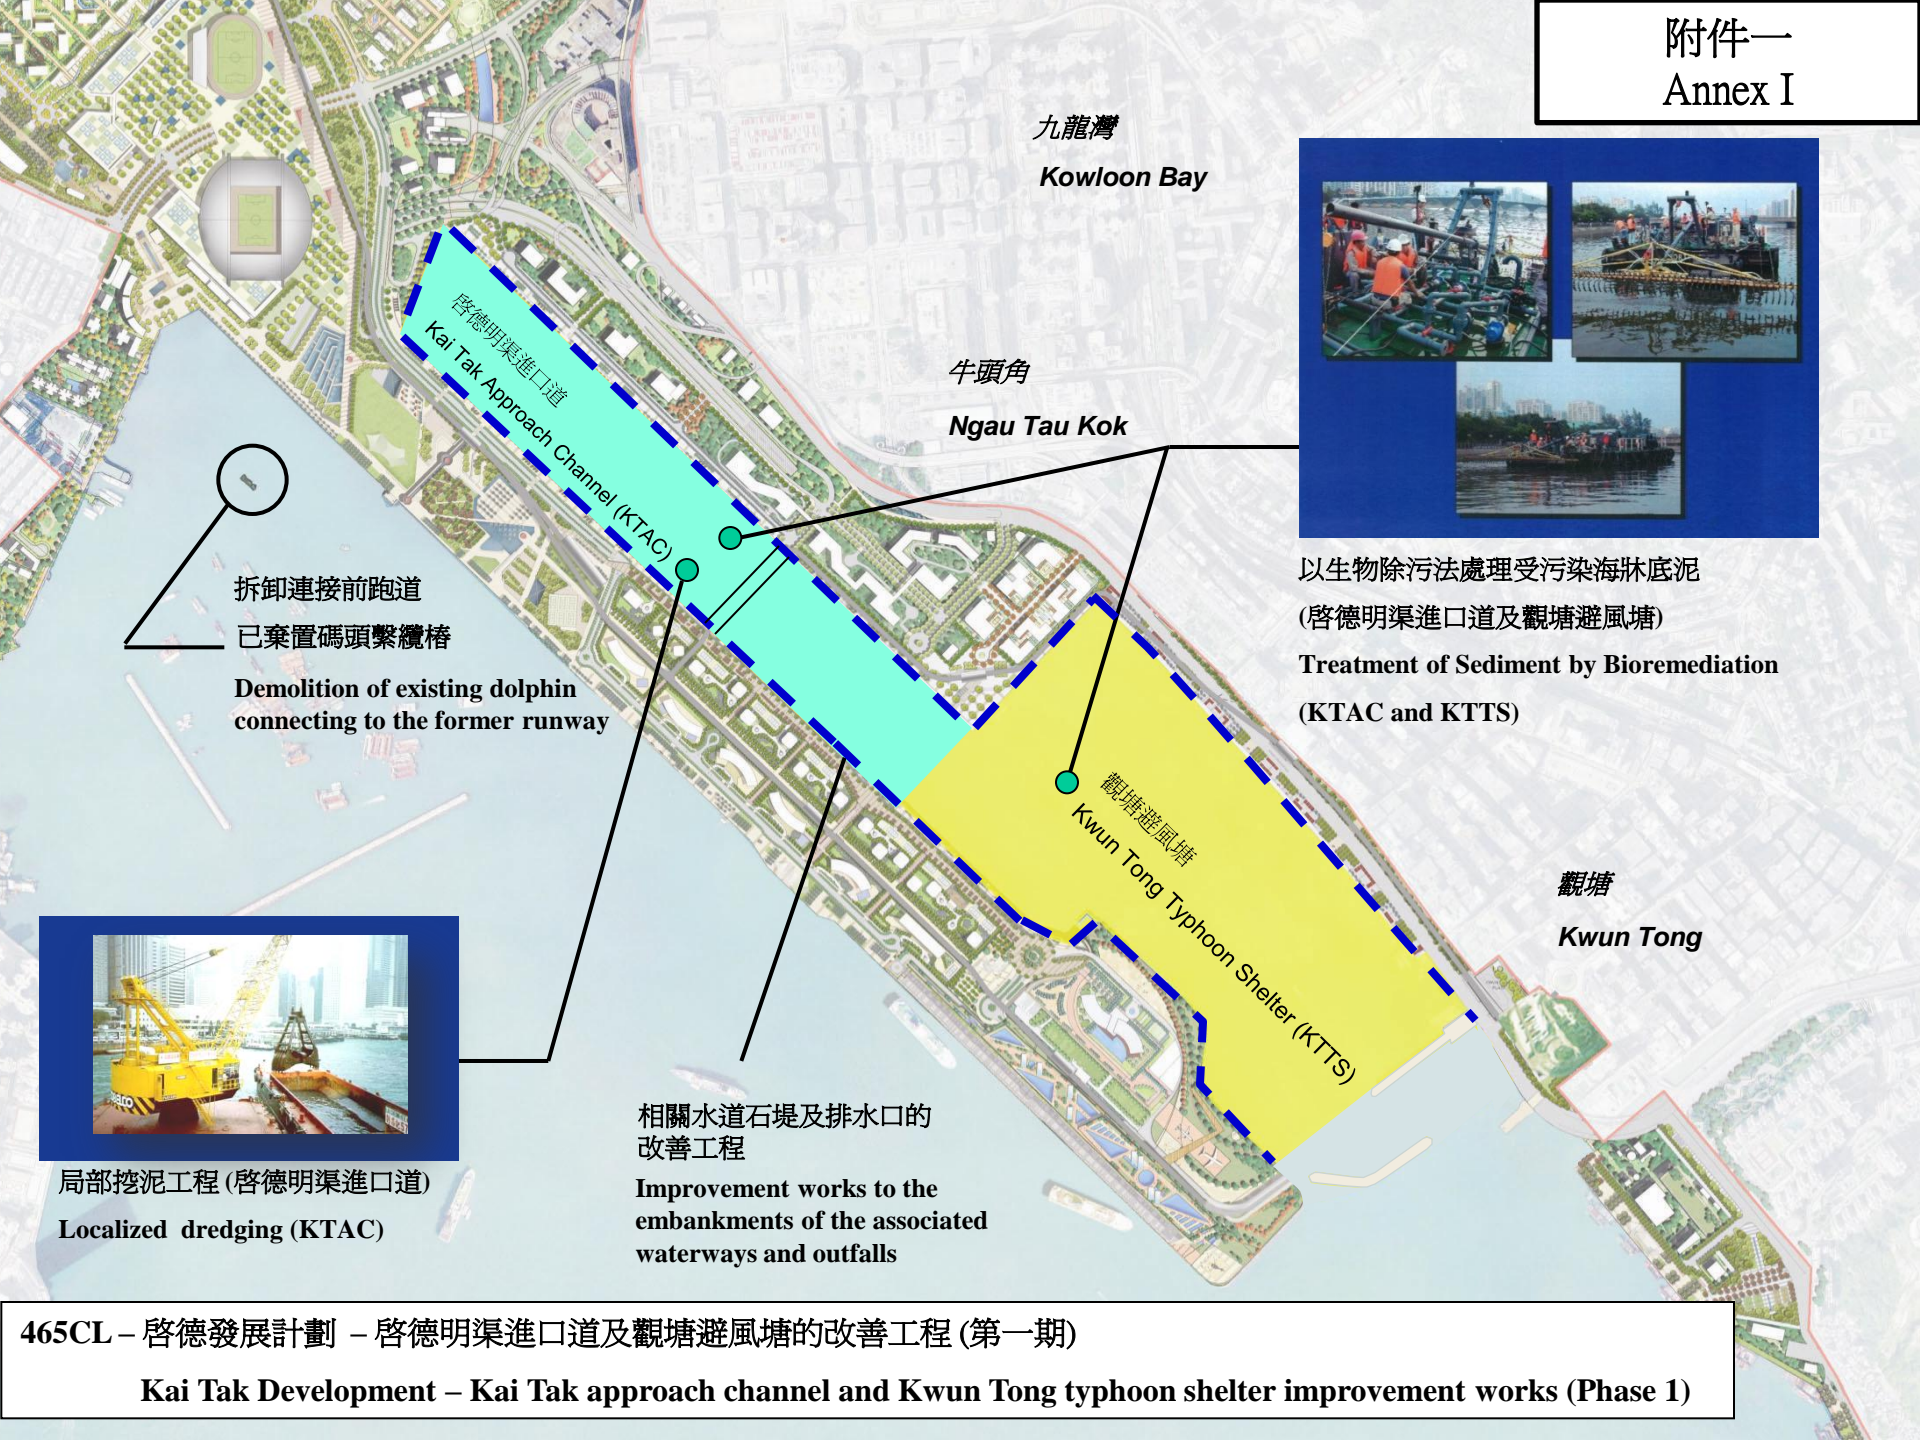 附件一
Annex I
九龍灣
Kowloon Bay
牛頭角
Ngau Tau Kok
啓德明渠進口道
Kai Tak Approach Channel (KTAC)
拆卸連接前跑道
已棄置碼頭繫纜樁
Demolition of existing dolphin
connecting to the former runway
以生物除污法處理受污染海牀底泥
(啓德明渠進口道及觀塘避風塘)
Treatment of Sediment by Bioremediation
(KTAC and KTTS)
觀塘避風塘
Kwun Tong Typhoon Shelter (KTTS)
觀塘
Kwun Tong
局部挖泥工程 (啓德明渠進口道)
Localized dredging (KTAC)
相關水道石堤及排水口的
改善工程
Improvement works to the
embankments of the associated
waterways and outfalls
465CL – 啓德發展計劃 – 啓德明渠進口道及觀塘避風塘的改善工程 (第一期)
Kai Tak Development – Kai Tak approach channel and Kwun Tong typhoon shelter improvement works (Phase 1)